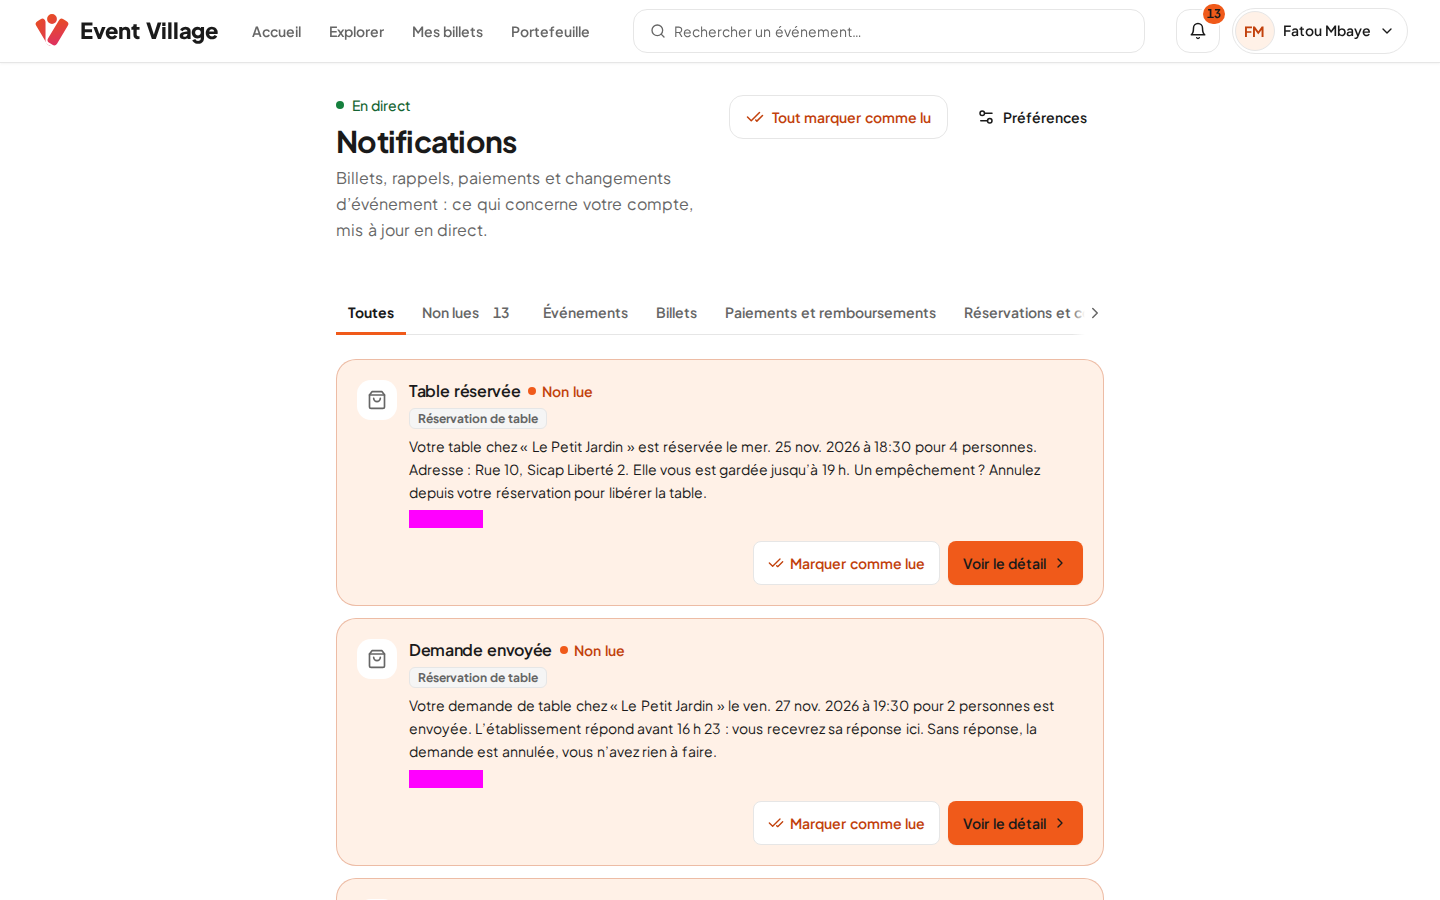 Event Village
Accueil
Explorer
Mes billets
Portefeuille
Rechercher un événement...
13
FM
Fatou Mbaye
En direct
Notifications
Billets, rappels, paiements et changements
d’événement : ce qui concerne votre compte,
mis à jour en direct.
Tout marquer comme lu
Préférences
Toutes
Non lues 13
Événements
Billets
Paiements et remboursements
Réservations et
Table réservée
Non lue
Réservation de table
Votre table chez « Le Petit Jardin » est réservée le mer. 25 nov. 2026 à 18:30 pour 4 personnes.
Adresse : Rue 10, Sicap Liberté 2. Elle vous est gardée jusqu’à 19 h. Un empêchement ? Annulez
depuis votre réservation pour libérer la table.
Marquer comme lue
Voir le détail
Demande envoyée
Non lue
Réservation de table
Votre demande de table chez « Le Petit Jardin » le ven. 27 nov. 2026 à 19:30 pour 2 personnes est
envoyée. L’établissement répond avant 16 h 23 : vous recevrez sa réponse ici. Sans réponse, la
demande est annulée, vous n’avez rien à faire.
Marquer comme lue
Voir le détail